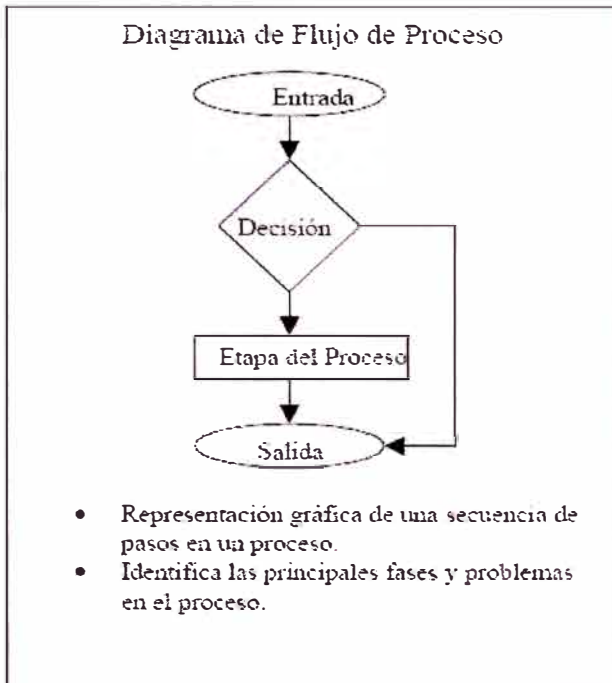 Diagrama de Flujo de Proceso
Entrada
Decisión
Etapa del Proceso
Salida
• Representación gráfica de una secuencia de
pasos en un proceso.
• Identifica las principales fases y problemas
en el proceso.